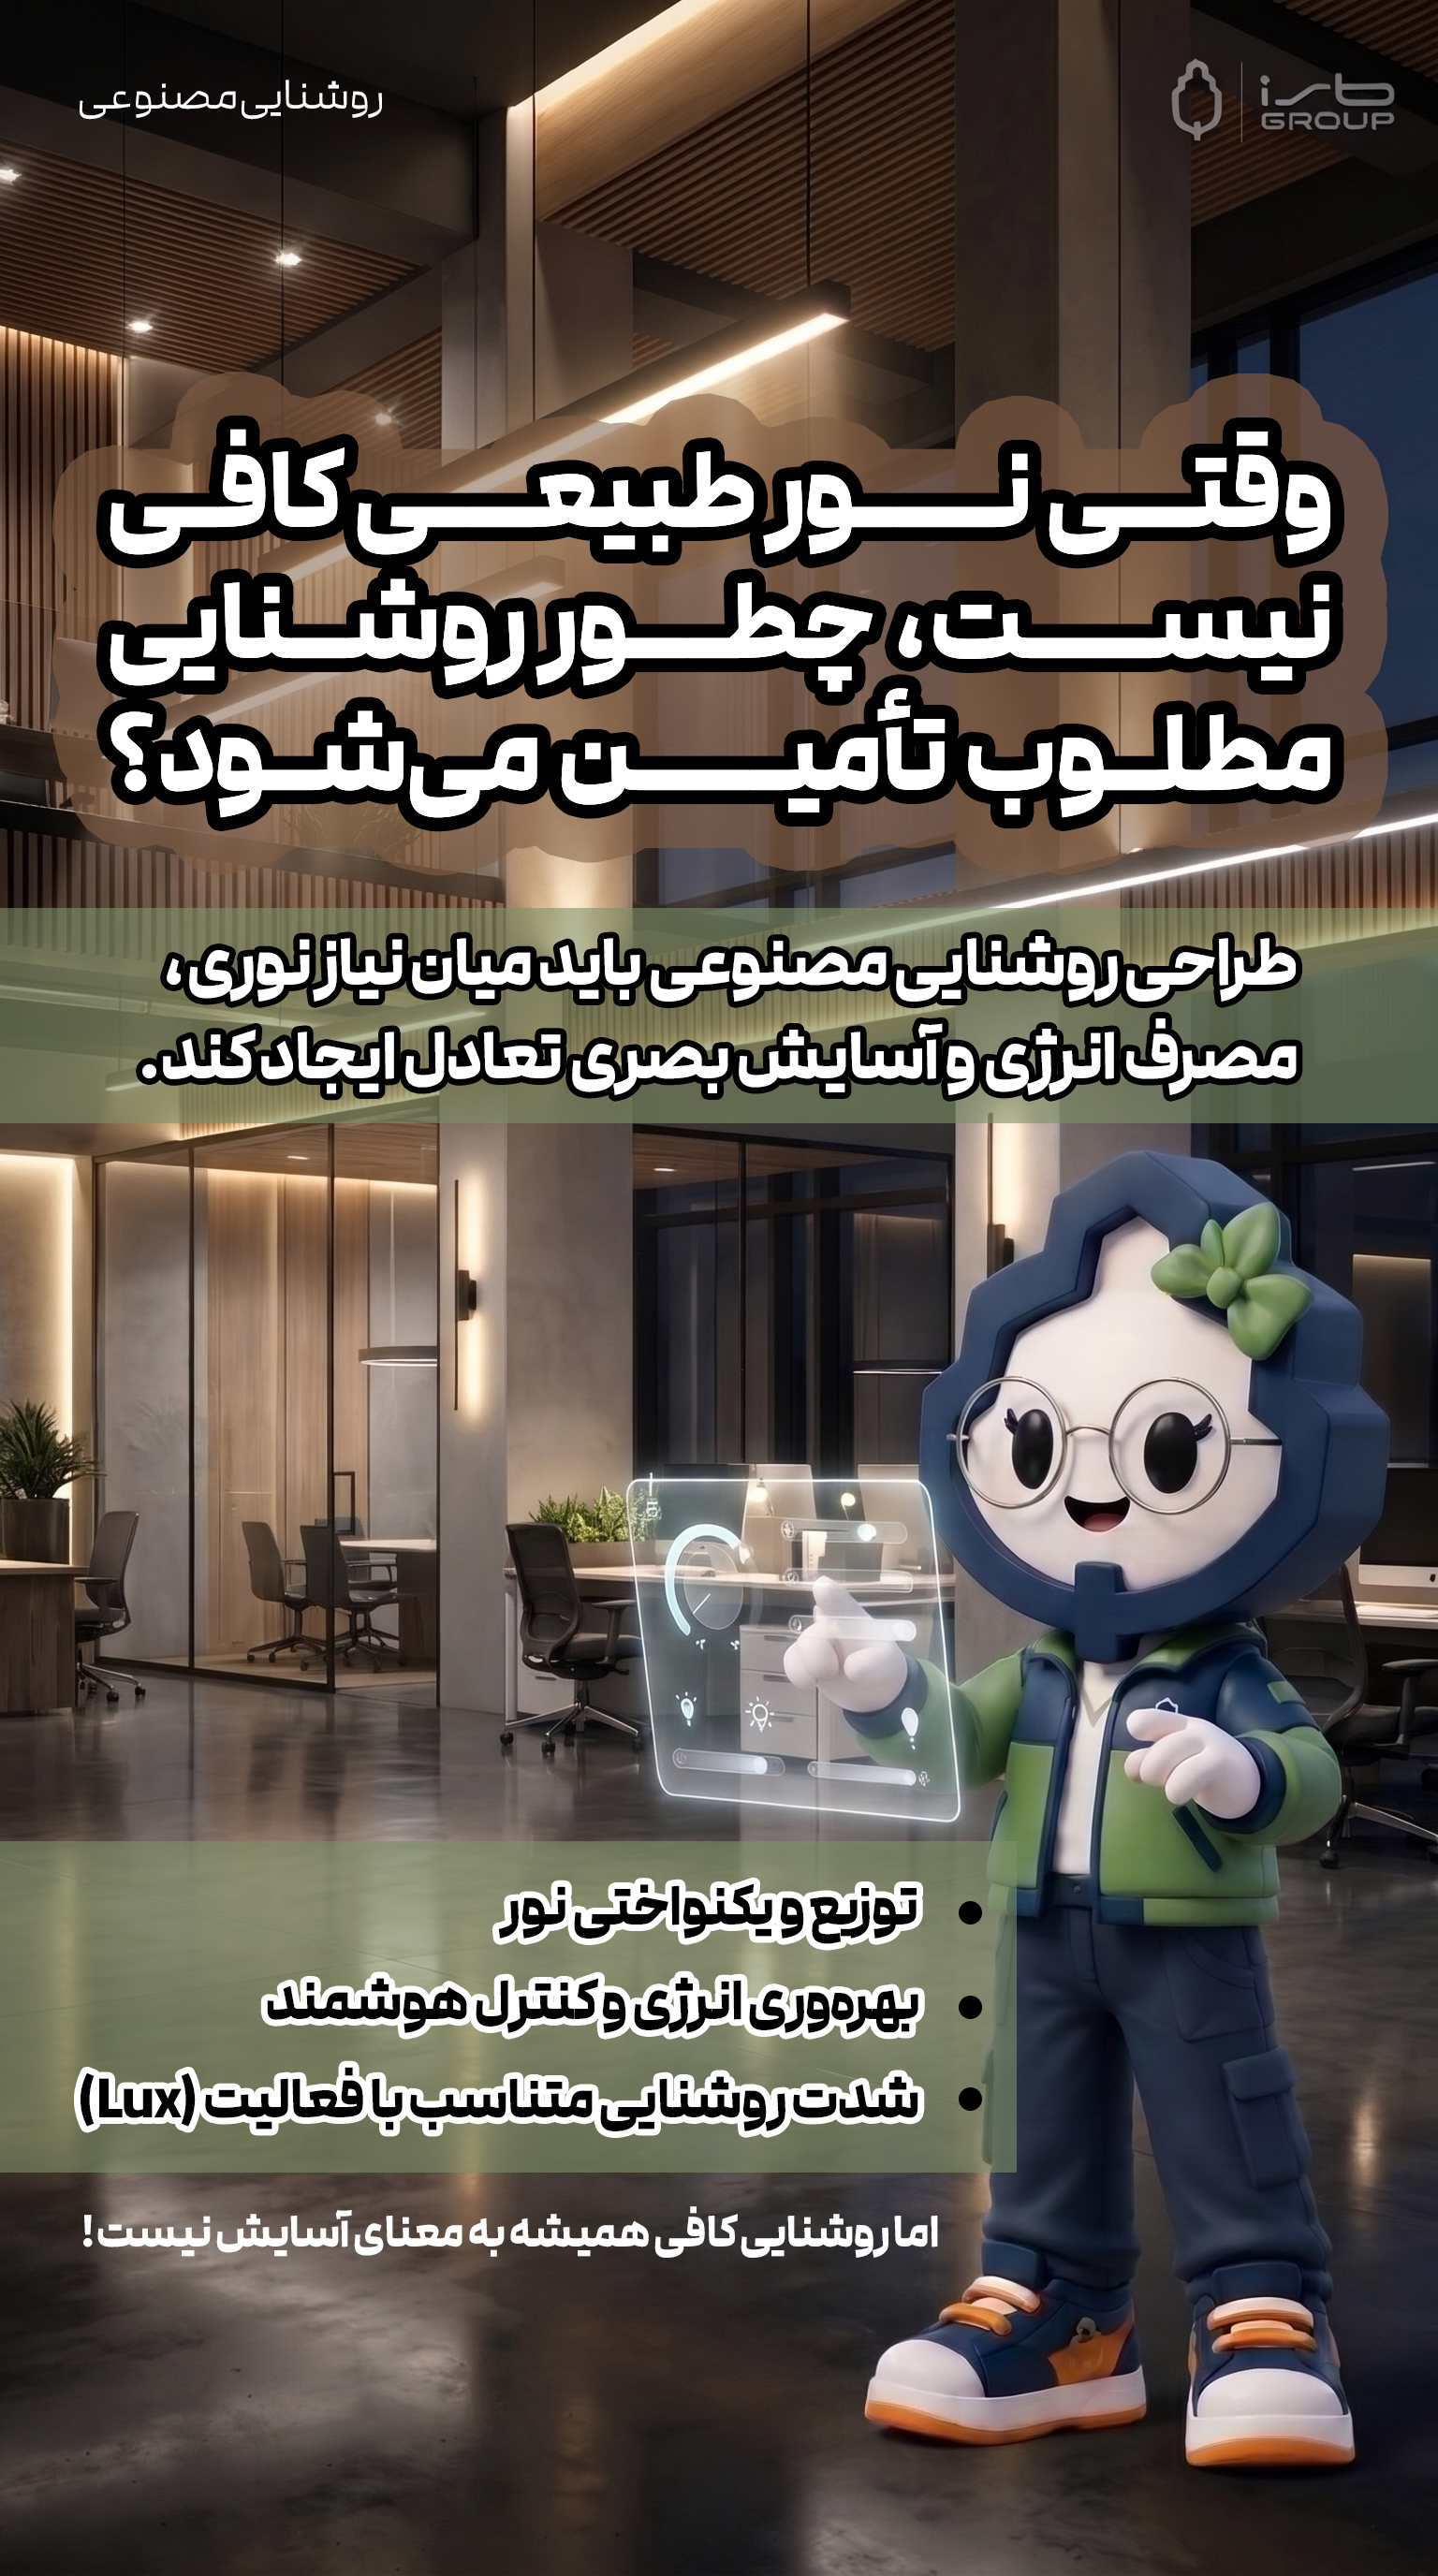 روشنایی مصنوعی
isb
GROUP
وقتی نور طبیعی کافی
نیست، چطور روشنایی
مطلوب تأمین می‌شود؟
طراحی روشنایی مصنوعی باید میان نیاز نوری،
مصرف انرژی و آسایش بصری تعادل ایجاد کند.
• توزیع و یکنواختی نور
• بهره‌وری انرژی و کنترل هوشمند
• شدت روشنایی متناسب با فعالیت (Lux)
اما روشنایی کافی همیشه به معنای آسایش نیست!